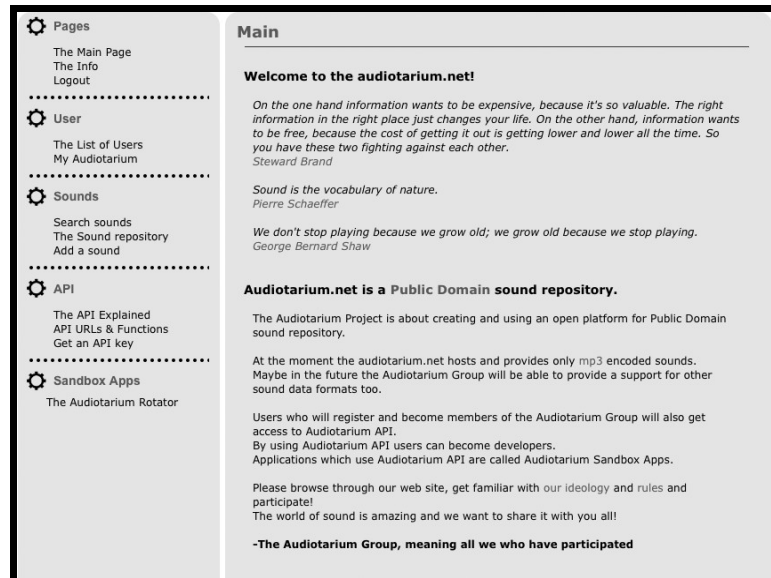 Pages
The Main Page
The Info
Logout
User
The List of Users
My Audiotarium
Sounds
Search sounds
The Sound repository
Add a sound
API
The API Explained
API URLs & Functions
Get an API key
Sandbox Apps
The Audiotarium Rotator
Main
Welcome to the audiotarium.net!
On the one hand information wants to be expensive, because it's so valuable. The right
information in the right place just changes your life. On the other hand, information wants
to be free, because the cost of getting it out is getting lower and lower all the time. So
you have these two fighting against each other.
Steward Brand
Sound is the vocabulary of nature.
Pierre Schaeffer
We don't stop playing because we grow old; we grow old because we stop playing.
George Bernard Shaw
Audiotarium.net is a Public Domain sound repository.
The Audiotarium Project is about creating and using an open platform for Public Domain
sound repository.
At the moment the audiotarium.net hosts and provides only mp3 encoded sounds.
Maybe in the future the Audiotarium Group will be able to provide a support for other
sound data formats too.
Users who will register and become members of the Audiotarium Group will also get
access to Audiotarium API.
By using Audiotarium API users can become developers.
Applications which use Audiotarium API are called Audiotarium Sandbox Apps.
Please browse through our web site, get familiar with our ideology and rules and
participate!
The world of sound is amazing and we want to share it with you all!
-The Audiotarium Group, meaning all we who have participated